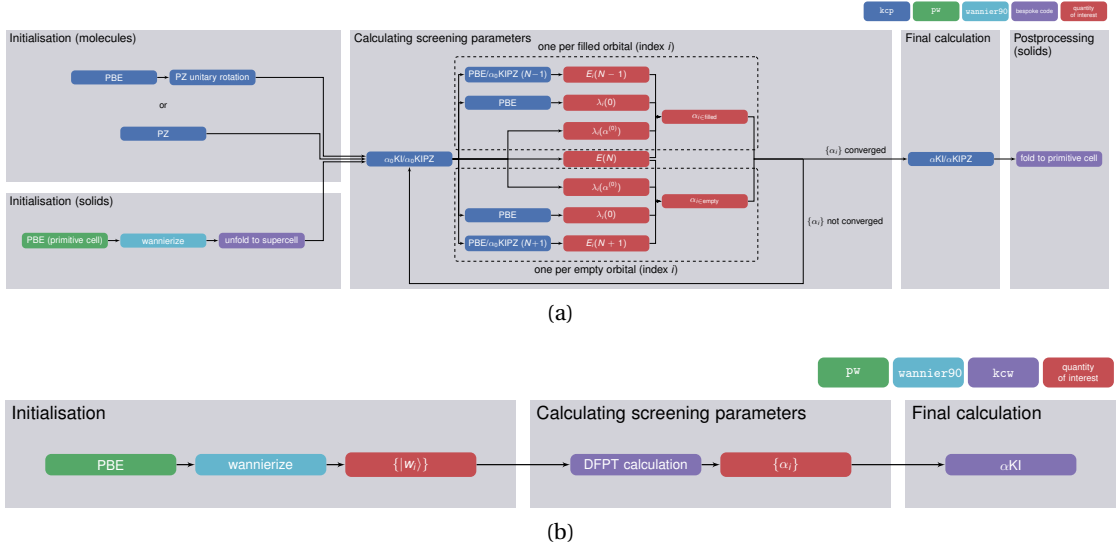 kcp
pw
wannier90
bespoke code
quantity
of interest
Initialisation (molecules)
PBE
PZ unitary rotation
or
PZ
Initialisation (solids)
PBE (primitive cell)
wannierize
unfold to supercell
Calculating screening parameters
one per filled orbital (index i)
α₀KI/α₀KIPZ
PBE/α₀KIPZ (N−1)
Eᵢ(N − 1)
PBE
λᵢ(0)
λᵢ(α⁽⁰⁾)
αᵢ∈filled
E(N)
λᵢ(α⁽⁰⁾)
αᵢ∈empty
PBE
λᵢ(0)
PBE/α₀KIPZ (N+1)
Eᵢ(N + 1)
one per empty orbital (index i)
{αᵢ} converged
{αᵢ} not converged
Final calculation
αKI/αKIPZ
Postprocessing
(solids)
fold to primitive cell
(a)
pw
wannier90
kcw
quantity
of interest
Initialisation
PBE
wannierize
{|wᵢ⟩}
Calculating screening parameters
DFPT calculation
{αᵢ}
Final calculation
αKI
(b)